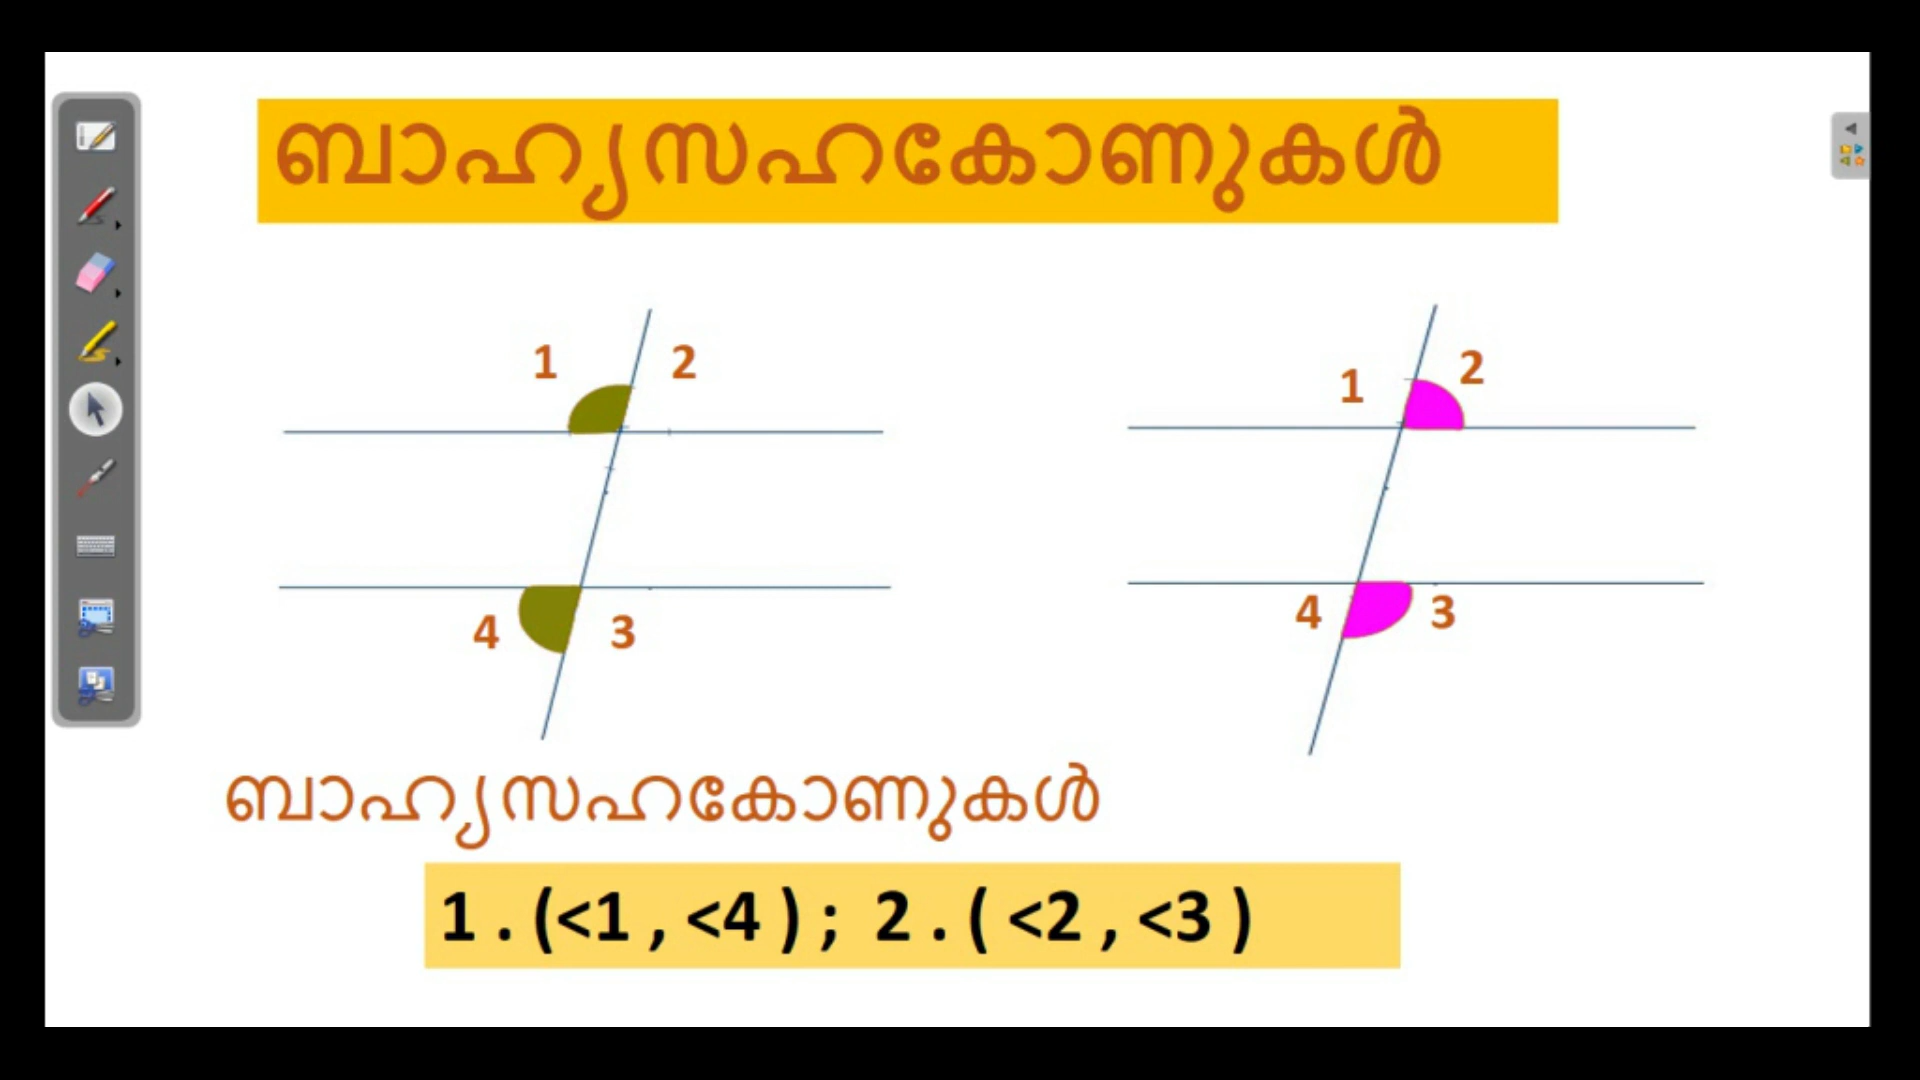 ബാഹ്യസഹകോണുകൾ
1 2
4 3
1 2
4 3
ബാഹ്യസഹകോണുകൾ
1 . (<1 , <4 ) ; 2 . ( <2 , <3 )